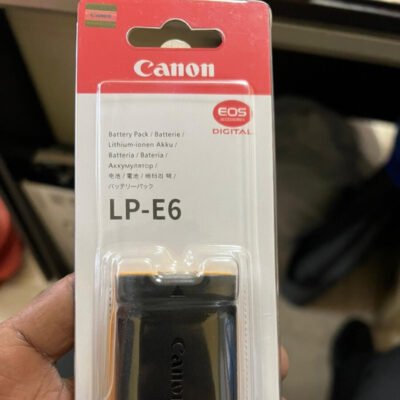 Canon
EOS
DIGITAL
Battery Pack / Batterie /
Lithium-ionen Akku /
Batteria / Bateria /
Аккумулятор /
电池 / 電池 / 배터리 팩 /
バッテリーパック
LP-E6
Canon